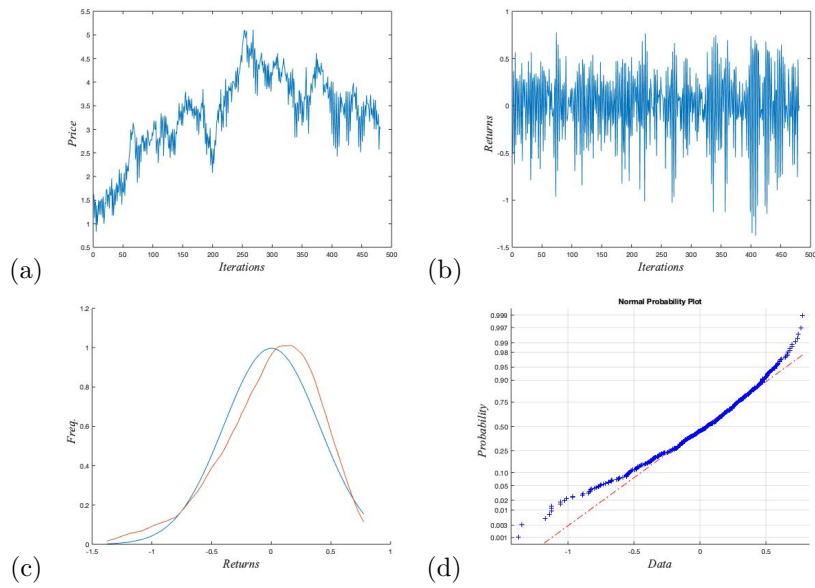 (a)
Price
5.5
5
4.5
4
3.5
3
2.5
2
1.5
1
0.5
0 50 100 150 200 250 300 350 400 450 500
Iterations
(b)
Returns
1
0.5
0
-0.5
-1
-1.5
0 50 100 150 200 250 300 350 400 450 500
Iterations
(c)
Freq.
1.2
1
0.8
0.6
0.4
0.2
0
-1.5 -1 -0.5 0 0.5 1
Returns
(d)
Normal Probability Plot
Probability
0.999
0.997
0.99
0.98
0.95
0.90
0.75
0.50
0.25
0.10
0.05
0.02
0.01
0.003
0.001
-1 -0.5 0 0.5
Data